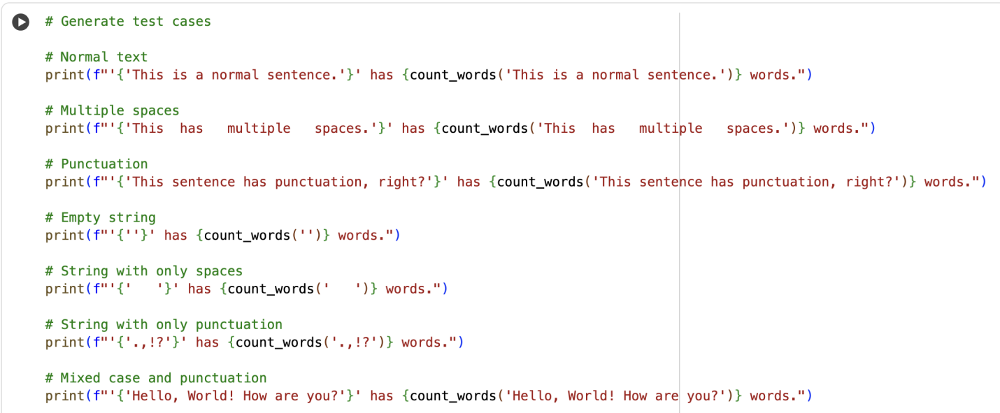 # Generate test cases
# Normal text
print(f"'{'This is a normal sentence.'}' has {count_words('This is a normal sentence.')} words.")
# Multiple spaces
print(f"'{'This  has   multiple   spaces.'}' has {count_words('This  has   multiple   spaces.')} words.")
# Punctuation
print(f"'{'This sentence has punctuation, right?'}' has {count_words('This sentence has punctuation, right?')} words.")
# Empty string
print(f"'{''}' has {count_words('')} words.")
# String with only spaces
print(f"'{'   '}' has {count_words('   ')} words.")
# String with only punctuation
print(f"'{'.,!?'}' has {count_words('.,!?')} words.")
# Mixed case and punctuation
print(f"'{'Hello, World! How are you?'}' has {count_words('Hello, World! How are you?')} words.")